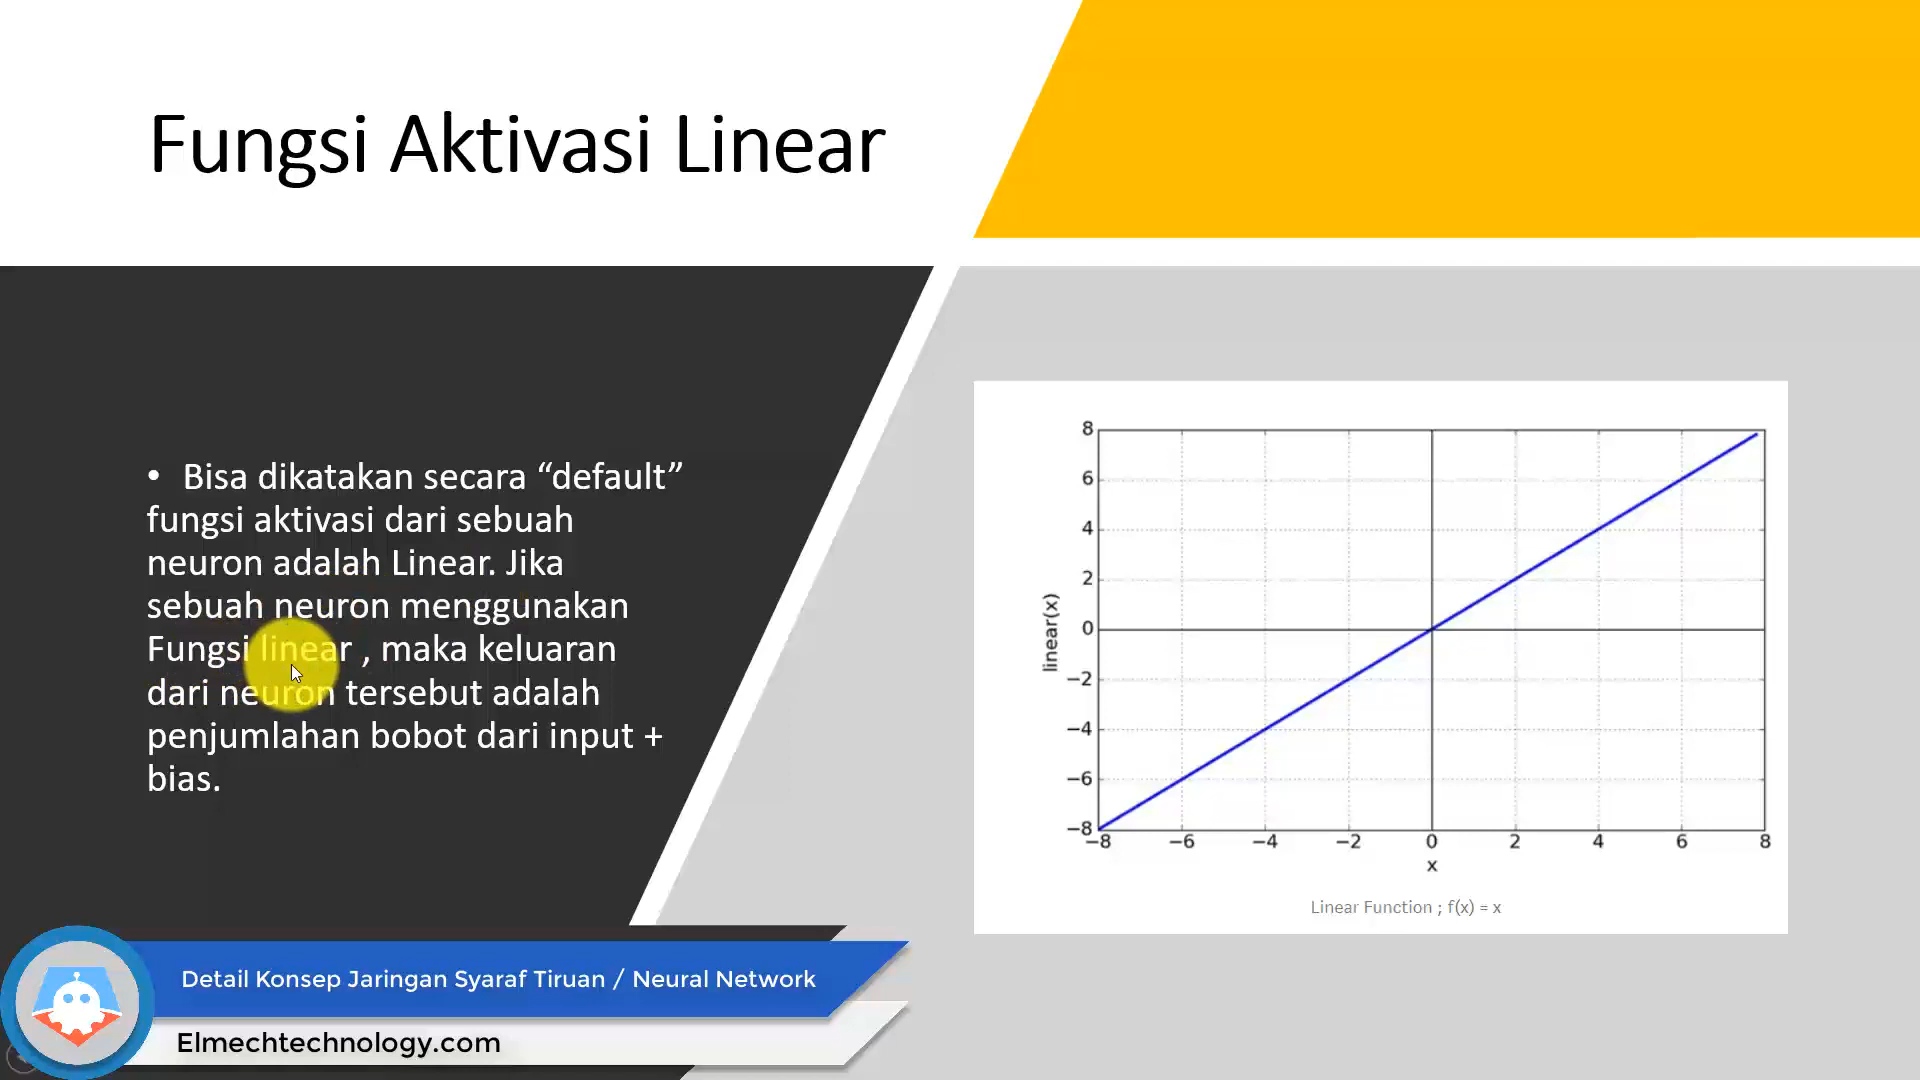 Fungsi Aktivasi Linear
• Bisa dikatakan secara “default”
fungsi aktivasi dari sebuah
neuron adalah Linear. Jika
sebuah neuron menggunakan
Fungsi linear , maka keluaran
dari neuron tersebut adalah
penjumlahan bobot dari input +
bias.
8
6
4
2
0
−2
−4
−6
−8
linear(x)
−8 −6 −4 −2 0 2 4 6 8
x
Linear Function ; f(x) = x
Detail Konsep Jaringan Syaraf Tiruan / Neural Network
Elmechtechnology.com